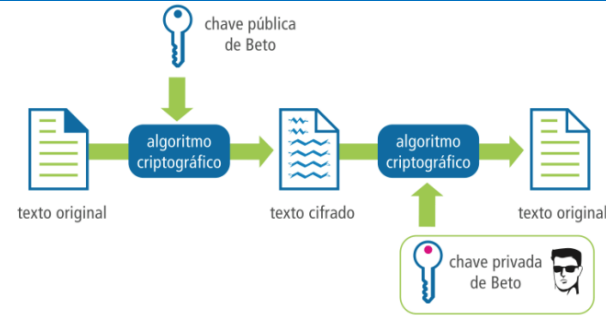 chave pública
de Beto
algoritmo
criptográfico
algoritmo
criptográfico
texto original
texto cifrado
texto original
chave privada
de Beto